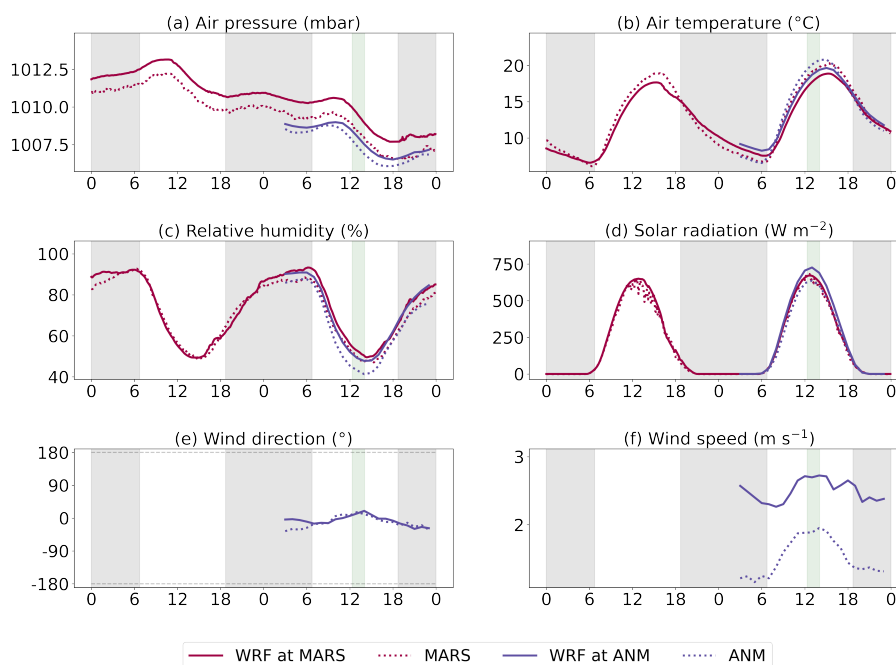 (a) Air pressure (mbar)
1012.5
1010.0
1007.5
0 6 12 18 0 6 12 18 0
(b) Air temperature (°C)
20
15
10
0 6 12 18 0 6 12 18 0
(c) Relative humidity (%)
100
80
60
40
0 6 12 18 0 6 12 18 0
(d) Solar radiation (W m⁻²)
750
500
250
0
0 6 12 18 0 6 12 18 0
(e) Wind direction (°)
180
90
0
-90
-180
0 6 12 18 0 6 12 18 0
(f) Wind speed (m s⁻¹)
3
2
0 6 12 18 0 6 12 18 0
WRF at MARS MARS WRF at ANM ANM